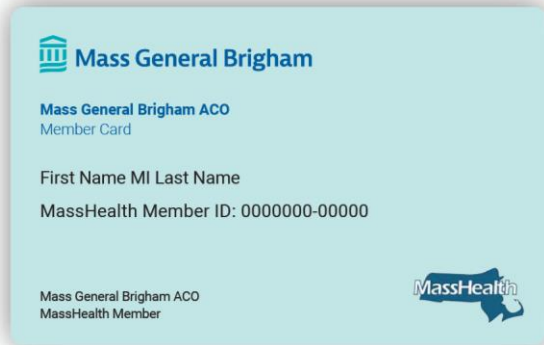 Mass General Brigham
Mass General Brigham ACO
Member Card
First Name MI Last Name
MassHealth Member ID: 0000000-00000
Mass General Brigham ACO
MassHealth Member
MassHealth